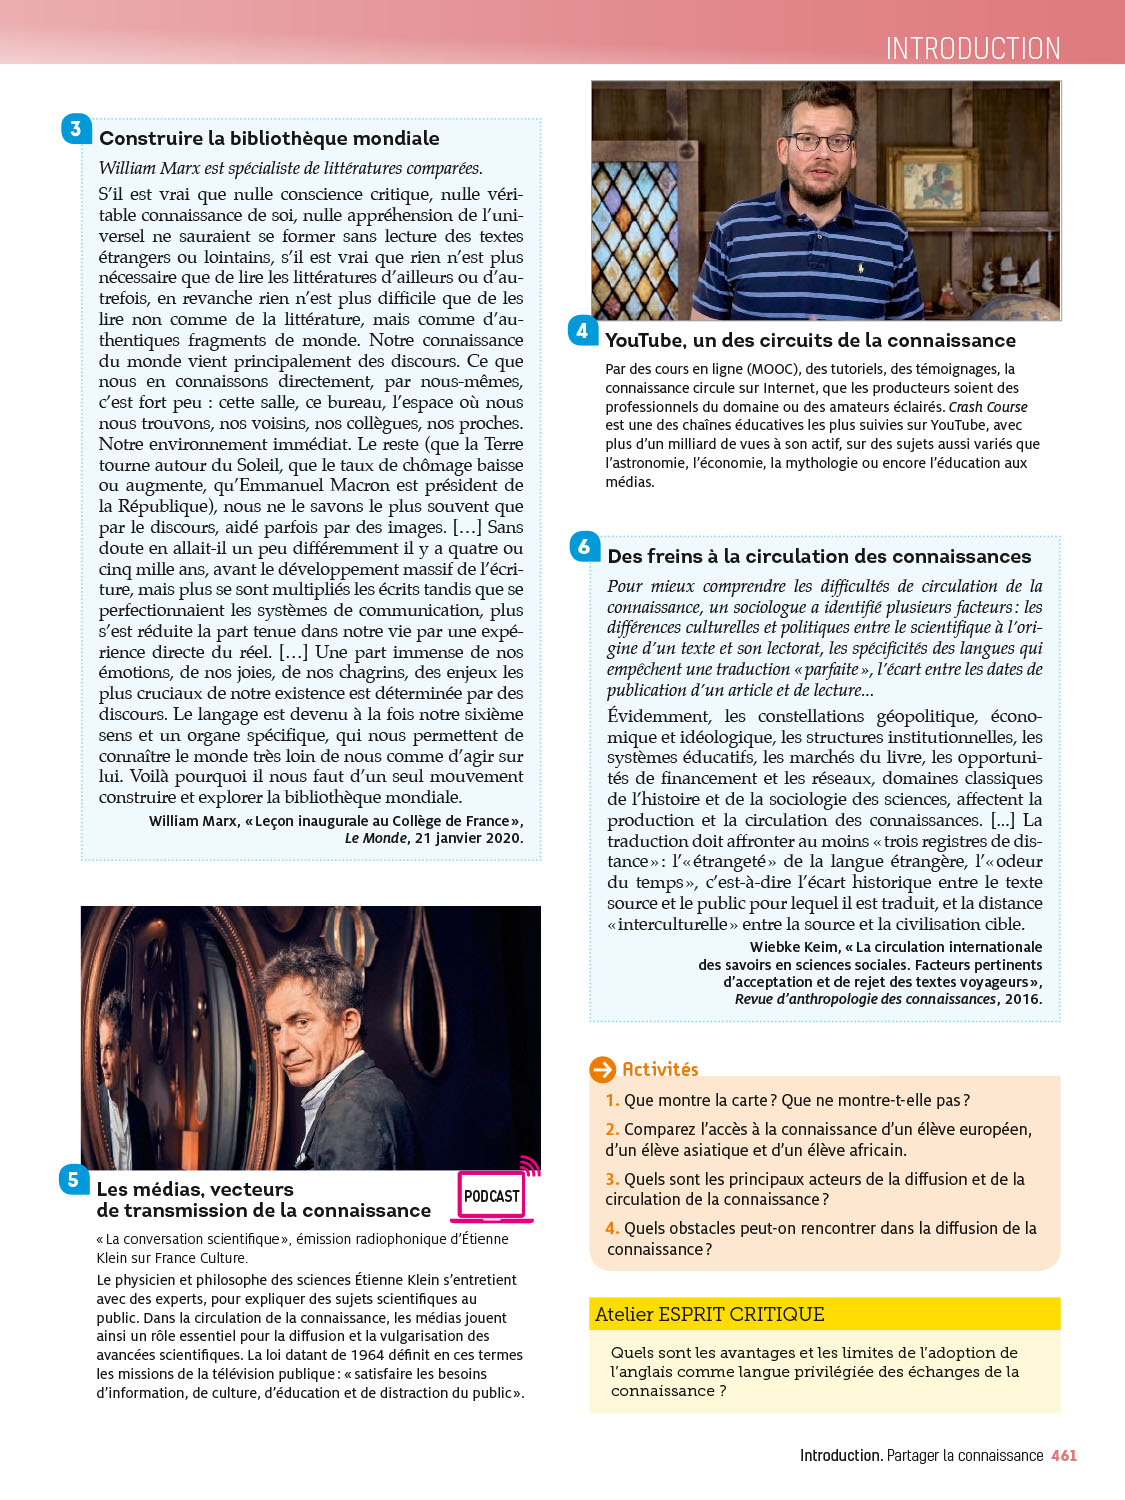 INTRODUCTION
3
Construire la bibliothèque mondiale
William Marx est spécialiste de littératures comparées.
S’il est vrai que nulle conscience critique, nulle véri-
table connaissance de soi, nulle appréhension de l’uni-
versel ne sauraient se former sans lecture des textes
étrangers ou lointains, s’il est vrai que rien n’est plus
nécessaire que de lire les littératures d’ailleurs ou d’au-
trefois, en revanche rien n’est plus difficile que de les
lire non comme de la littérature, mais comme d’au-
thentiques fragments de monde. Notre connaissance
du monde vient principalement des discours. Ce que
nous en connaissons directement, par nous-mêmes,
c’est fort peu : cette salle, ce bureau, l’espace où nous
nous trouvons, nos voisins, nos collègues, nos proches.
Notre environnement immédiat. Le reste (que la Terre
tourne autour du Soleil, que le taux de chômage baisse
ou augmente, qu’Emmanuel Macron est président de
la République), nous ne le savons le plus souvent que
par le discours, aidé parfois par des images. […] Sans
doute en allait-il un peu différemment il y a quatre ou
cinq mille ans, avant le développement massif de l’écri-
ture, mais plus se sont multipliés les écrits tandis que se
perfectionnaient les systèmes de communication, plus
s’est réduite la part tenue dans notre vie par une expé-
rience directe du réel. […] Une part immense de nos
émotions, de nos joies, de nos chagrins, des enjeux les
plus cruciaux de notre existence est déterminée par des
discours. Le langage est devenu à la fois notre sixième
sens et un organe spécifique, qui nous permettent de
connaître le monde très loin de nous comme d’agir sur
lui. Voilà pourquoi il nous faut d’un seul mouvement
construire et explorer la bibliothèque mondiale.
William Marx, « Leçon inaugurale au Collège de France »,
Le Monde, 21 janvier 2020.
4
YouTube, un des circuits de la connaissance
Par des cours en ligne (MOOC), des tutoriels, des témoignages, la
connaissance circule sur Internet, que les producteurs soient des
professionnels du domaine ou des amateurs éclairés. Crash Course
est une des chaînes éducatives les plus suivies sur YouTube, avec
plus d’un milliard de vues à son actif, sur des sujets aussi variés que
l’astronomie, l’économie, la mythologie ou encore l’éducation aux
médias.
5
Les médias, vecteurs
de transmission de la connaissance
PODCAST
« La conversation scientifique », émission radiophonique d’Étienne
Klein sur France Culture.
Le physicien et philosophe des sciences Étienne Klein s’entretient
avec des experts, pour expliquer des sujets scientifiques au
public. Dans la circulation de la connaissance, les médias jouent
ainsi un rôle essentiel pour la diffusion et la vulgarisation des
avancées scientifiques. La loi datant de 1964 définit en ces termes
les missions de la télévision publique : « satisfaire les besoins
d’information, de culture, d’éducation et de distraction du public ».
6
Des freins à la circulation des connaissances
Pour mieux comprendre les difficultés de circulation de la
connaissance, un sociologue a identifié plusieurs facteurs : les
différences culturelles et politiques entre le scientifique à l’ori-
gine d’un texte et son lectorat, les spécificités des langues qui
empêchent une traduction « parfaite », l’écart entre les dates de
publication d’un article et de lecture...
Évidemment, les constellations géopolitique, écono-
mique et idéologique, les structures institutionnelles, les
systèmes éducatifs, les marchés du livre, les opportuni-
tés de financement et les réseaux, domaines classiques
de l’histoire et de la sociologie des sciences, affectent la
production et la circulation des connaissances. [...] La
traduction doit affronter au moins « trois registres de dis-
tance » : l’« étrangeté » de la langue étrangère, l’« odeur
du temps », c’est-à-dire l’écart historique entre le texte
source et le public pour lequel il est traduit, et la distance
« interculturelle » entre la source et la civilisation cible.
Wiebke Keim, « La circulation internationale
des savoirs en sciences sociales. Facteurs pertinents
d’acceptation et de rejet des textes voyageurs »,
Revue d’anthropologie des connaissances, 2016.
Activités
1. Que montre la carte ? Que ne montre-t-elle pas ?
2. Comparez l’accès à la connaissance d’un élève européen,
d’un élève asiatique et d’un élève africain.
3. Quels sont les principaux acteurs de la diffusion et de la
circulation de la connaissance ?
4. Quels obstacles peut-on rencontrer dans la diffusion de la
connaissance ?
Atelier ESPRIT CRITIQUE
Quels sont les avantages et les limites de l’adoption de
l’anglais comme langue privilégiée des échanges de la
connaissance ?
Introduction. Partager la connaissance 461